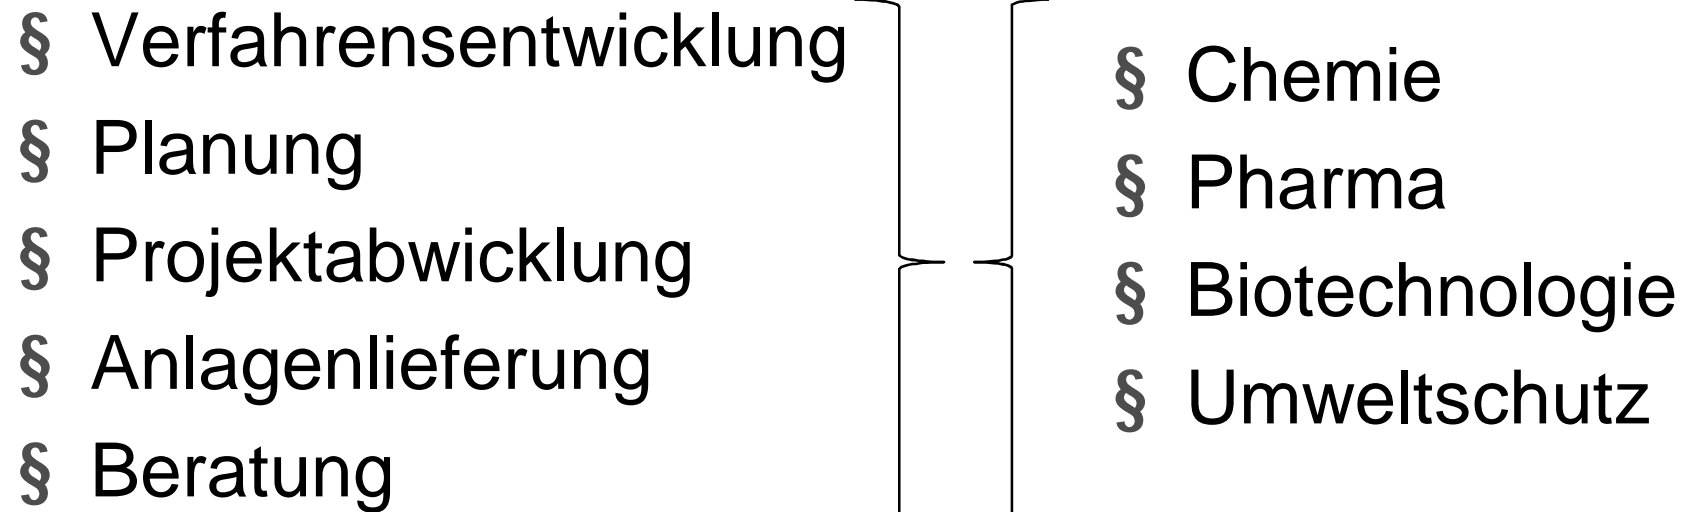 § Verfahrensentwicklung
§ Planung
§ Projektabwicklung
§ Anlagenlieferung
§ Beratung
§ Chemie
§ Pharma
§ Biotechnologie
§ Umweltschutz